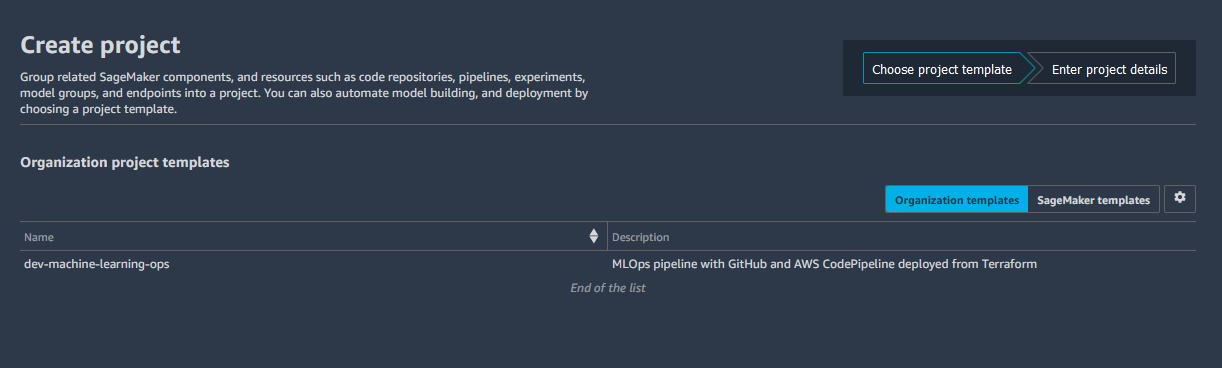 Create project
Group related SageMaker components, and resources such as code repositories, pipelines, experiments,
model groups, and endpoints into a project. You can also automate model building, and deployment by
choosing a project template.
Choose project template
Enter project details
Organization project templates
Organization templates
SageMaker templates
Name
Description
dev-machine-learning-ops
MLOps pipeline with GitHub and AWS CodePipeline deployed from Terraform
End of the list